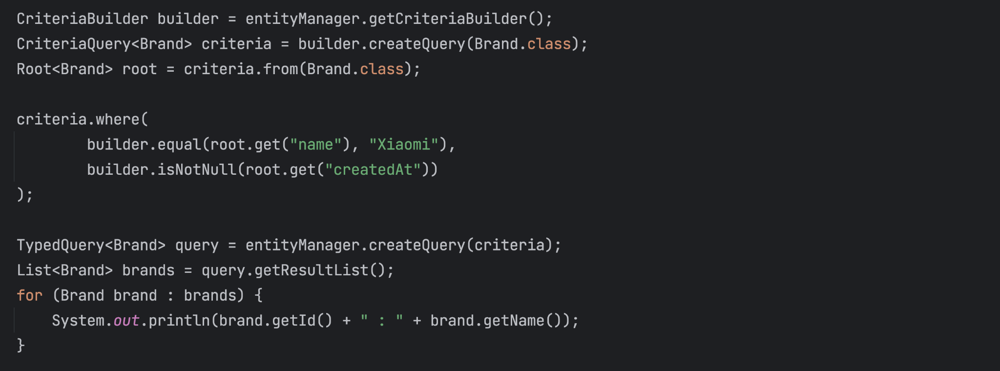 CriteriaBuilder builder = entityManager.getCriteriaBuilder();
CriteriaQuery<Brand> criteria = builder.createQuery(Brand.class);
Root<Brand> root = criteria.from(Brand.class);

criteria.where(
        builder.equal(root.get("name"), "Xiaomi"),
        builder.isNotNull(root.get("createdAt"))
);

TypedQuery<Brand> query = entityManager.createQuery(criteria);
List<Brand> brands = query.getResultList();
for (Brand brand : brands) {
    System.out.println(brand.getId() + " : " + brand.getName());
}